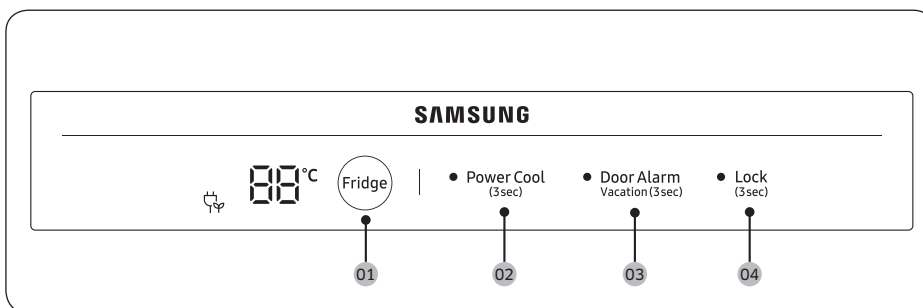 SAMSUNG
88°C Fridge
Power Cool
(3sec)
Door Alarm
Vacation(3sec)
Lock
(3sec)
01 02 03 04